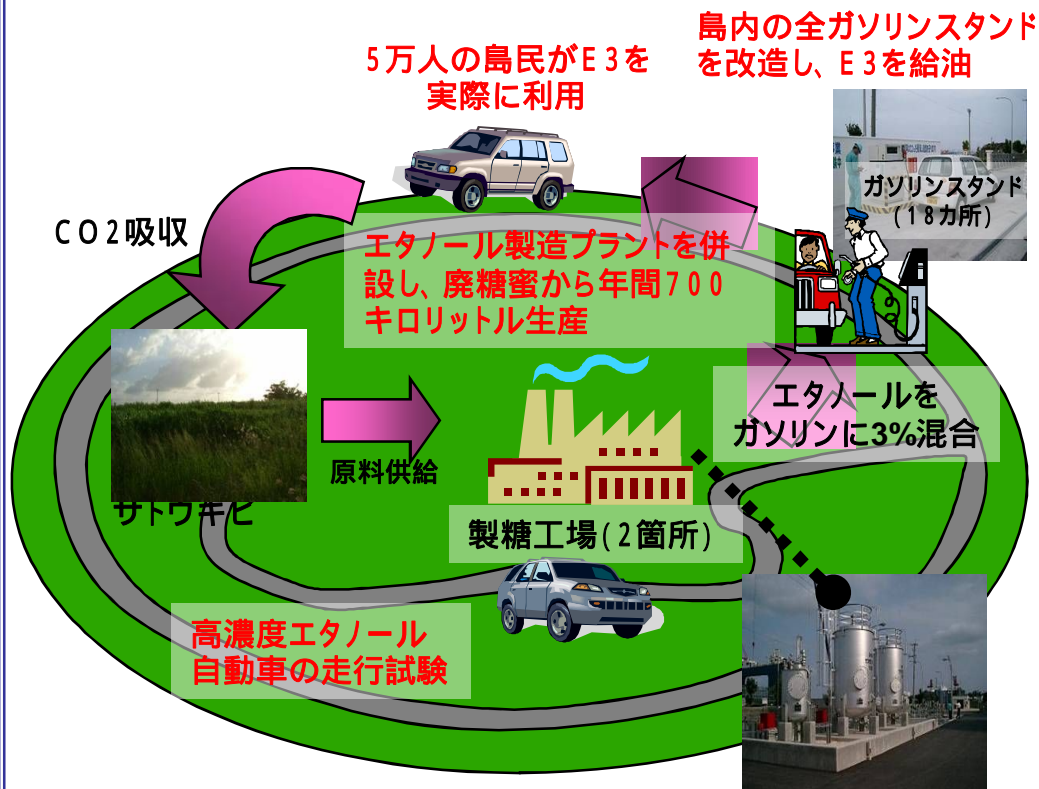 島内の全ガソリンスタンド
を改造し、E3を給油
5万人の島民がE3を
実際に利用
ガソリンスタンド
(18カ所)
CO2吸収
エタノール製造プラントを併
設し、廃糖蜜から年間700
キロリットル生産
エタノールを
ガソリンに3%混合
原料供給
サトウキビ
製糖工場(2箇所)
高濃度エタノール
自動車の走行試験